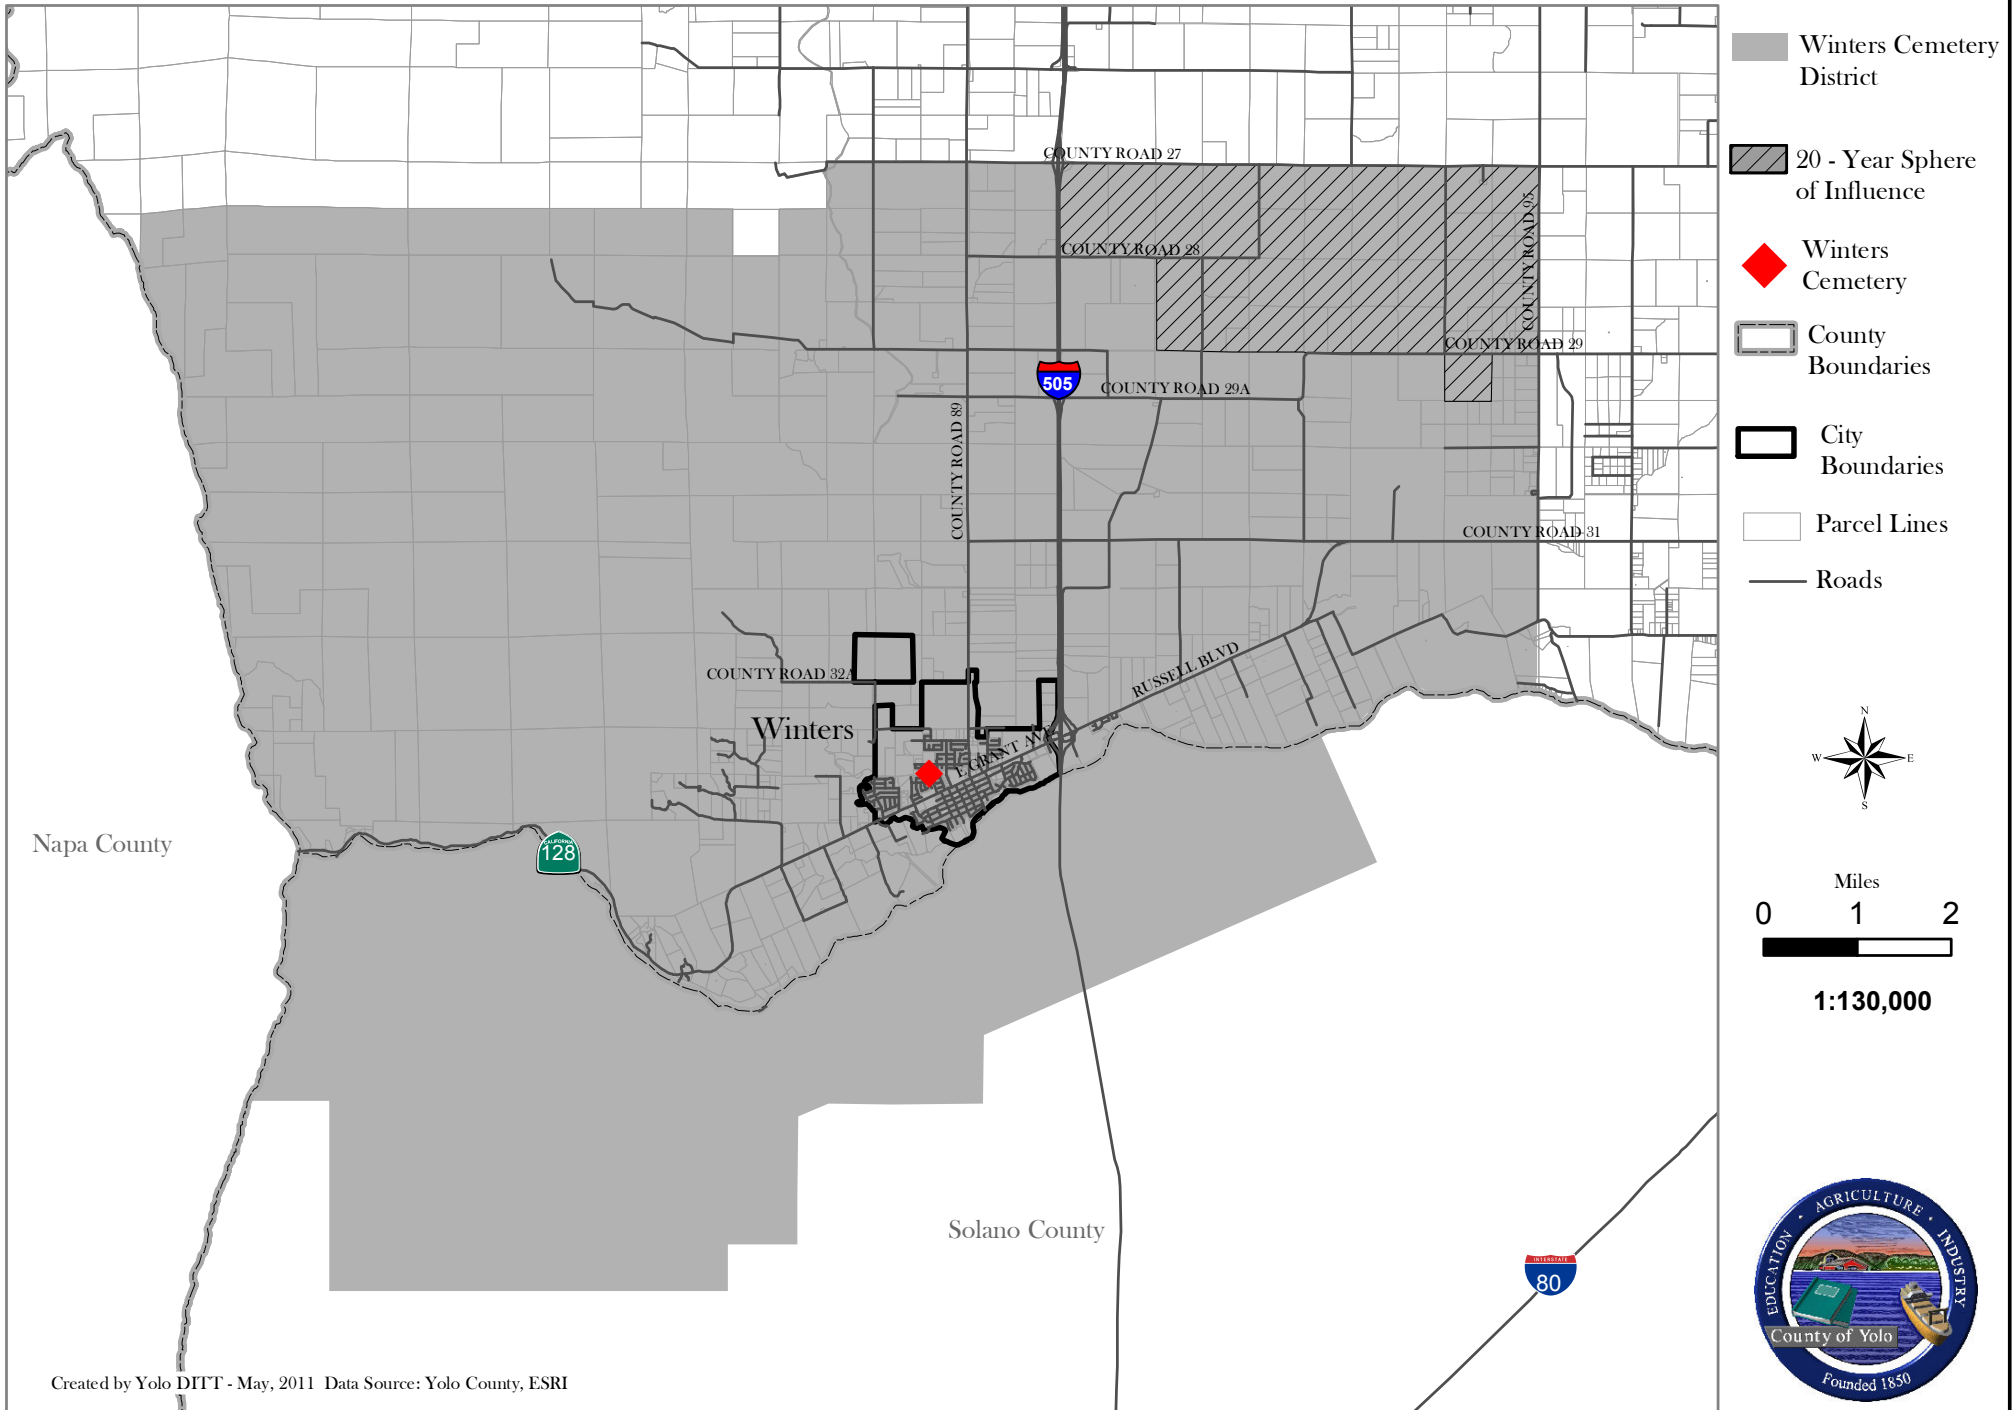 COUNTY ROAD 27
COUNTY ROAD 28
COUNTY ROAD 95
COUNTY ROAD 29
505
COUNTY ROAD 29A
COUNTY ROAD 89
COUNTY ROAD 31
COUNTY ROAD 32A
RUSSELL BLVD
Winters
E GRANT AVE
Napa County
CALIFORNIA
128
Solano County
INTERSTATE
80
Created by Yolo DITT - May, 2011 Data Source: Yolo County, ESRI
Winters Cemetery
District
20 - Year Sphere
of Influence
Winters
Cemetery
County
Boundaries
City
Boundaries
Parcel Lines
Roads
N
W
E
S
Miles
0 1 2
1:130,000
EDUCATION · AGRICULTURE · INDUSTRY
County of Yolo
Founded 1850